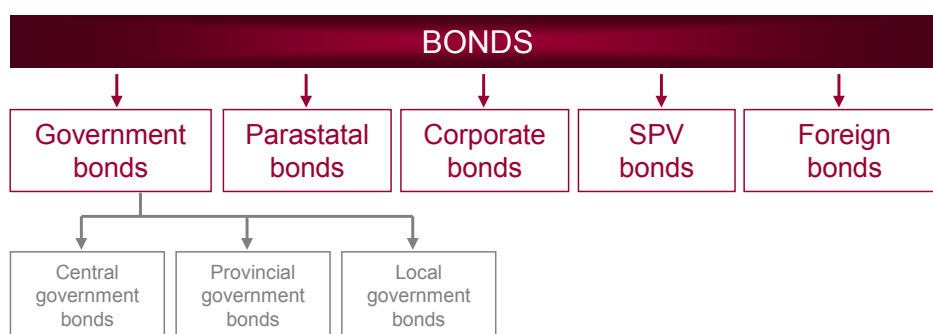 BONDS
Government
bonds
Parastatal
bonds
Corporate
bonds
SPV
bonds
Foreign
bonds
Central
government
bonds
Provincial
government
bonds
Local
government
bonds